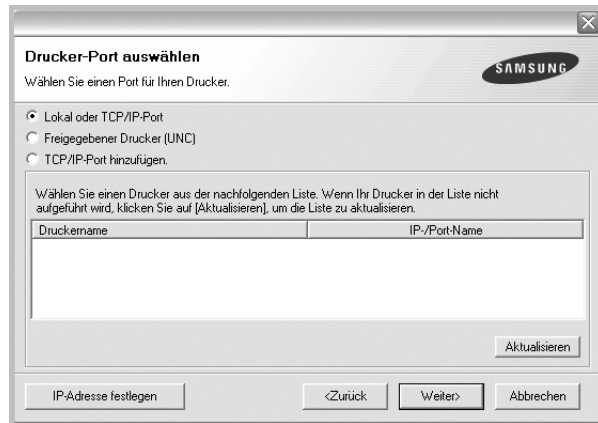 Drucker-Port auswählen
Wählen Sie einen Port für Ihren Drucker.
SAMSUNG
Lokal oder TCP/IP-Port
Freigegebener Drucker (UNC)
TCP/IP-Port hinzufügen.
Wählen Sie einen Drucker aus der nachfolgenden Liste. Wenn Ihr Drucker in der Liste nicht
aufgeführt wird, klicken Sie auf [Aktualisieren], um die Liste zu aktualisieren.
Druckername IP-/Port-Name
Aktualisieren
IP-Adresse festlegen <Zurück Weiter> Abbrechen